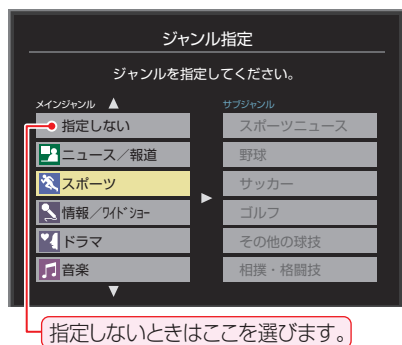 ジャンル指定
ジャンルを指定してください。
メインジャンル ▲
サブジャンル
指定しない
スポーツニュース
ニュース／報道
野球
スポーツ
サッカー
情報／ワイドショー
ゴルフ
ドラマ
その他の球技
音楽
相撲・格闘技
指定しないときはここを選びます。